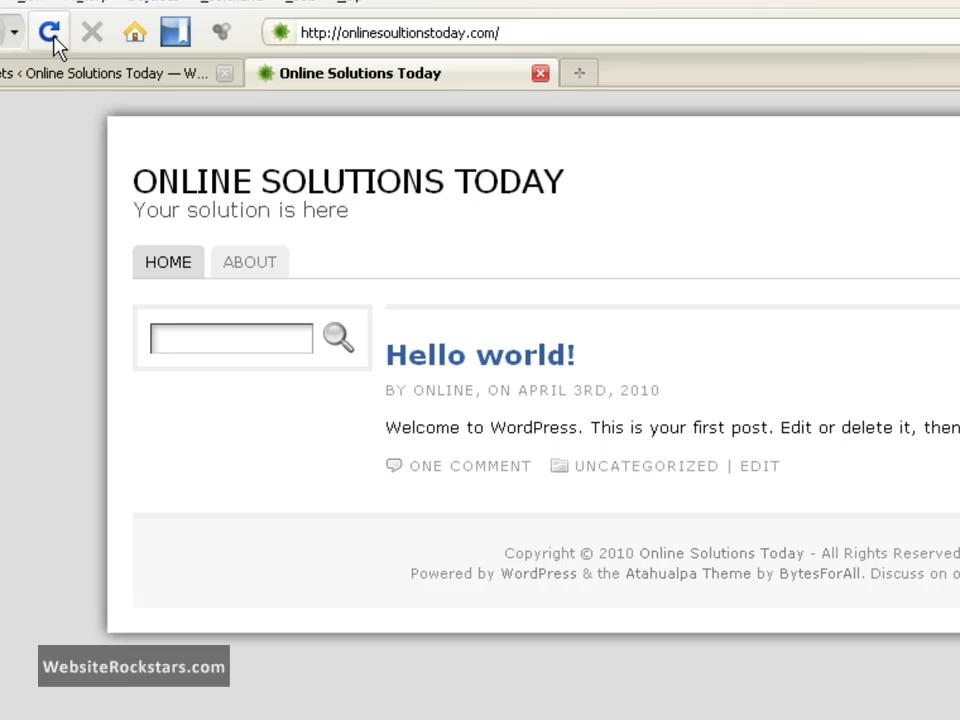 http://onlinesoultionstoday.com/
ets ‹ Online Solutions Today — W...
Online Solutions Today
ONLINE SOLUTIONS TODAY
Your solution is here
HOME
ABOUT
Hello world!
BY ONLINE, ON APRIL 3RD, 2010
Welcome to WordPress. This is your first post. Edit or delete it, then
ONE COMMENT UNCATEGORIZED | EDIT
Copyright © 2010 Online Solutions Today - All Rights Reserved
Powered by WordPress & the Atahualpa Theme by BytesForAll. Discuss on o
WebsiteRockstars.com